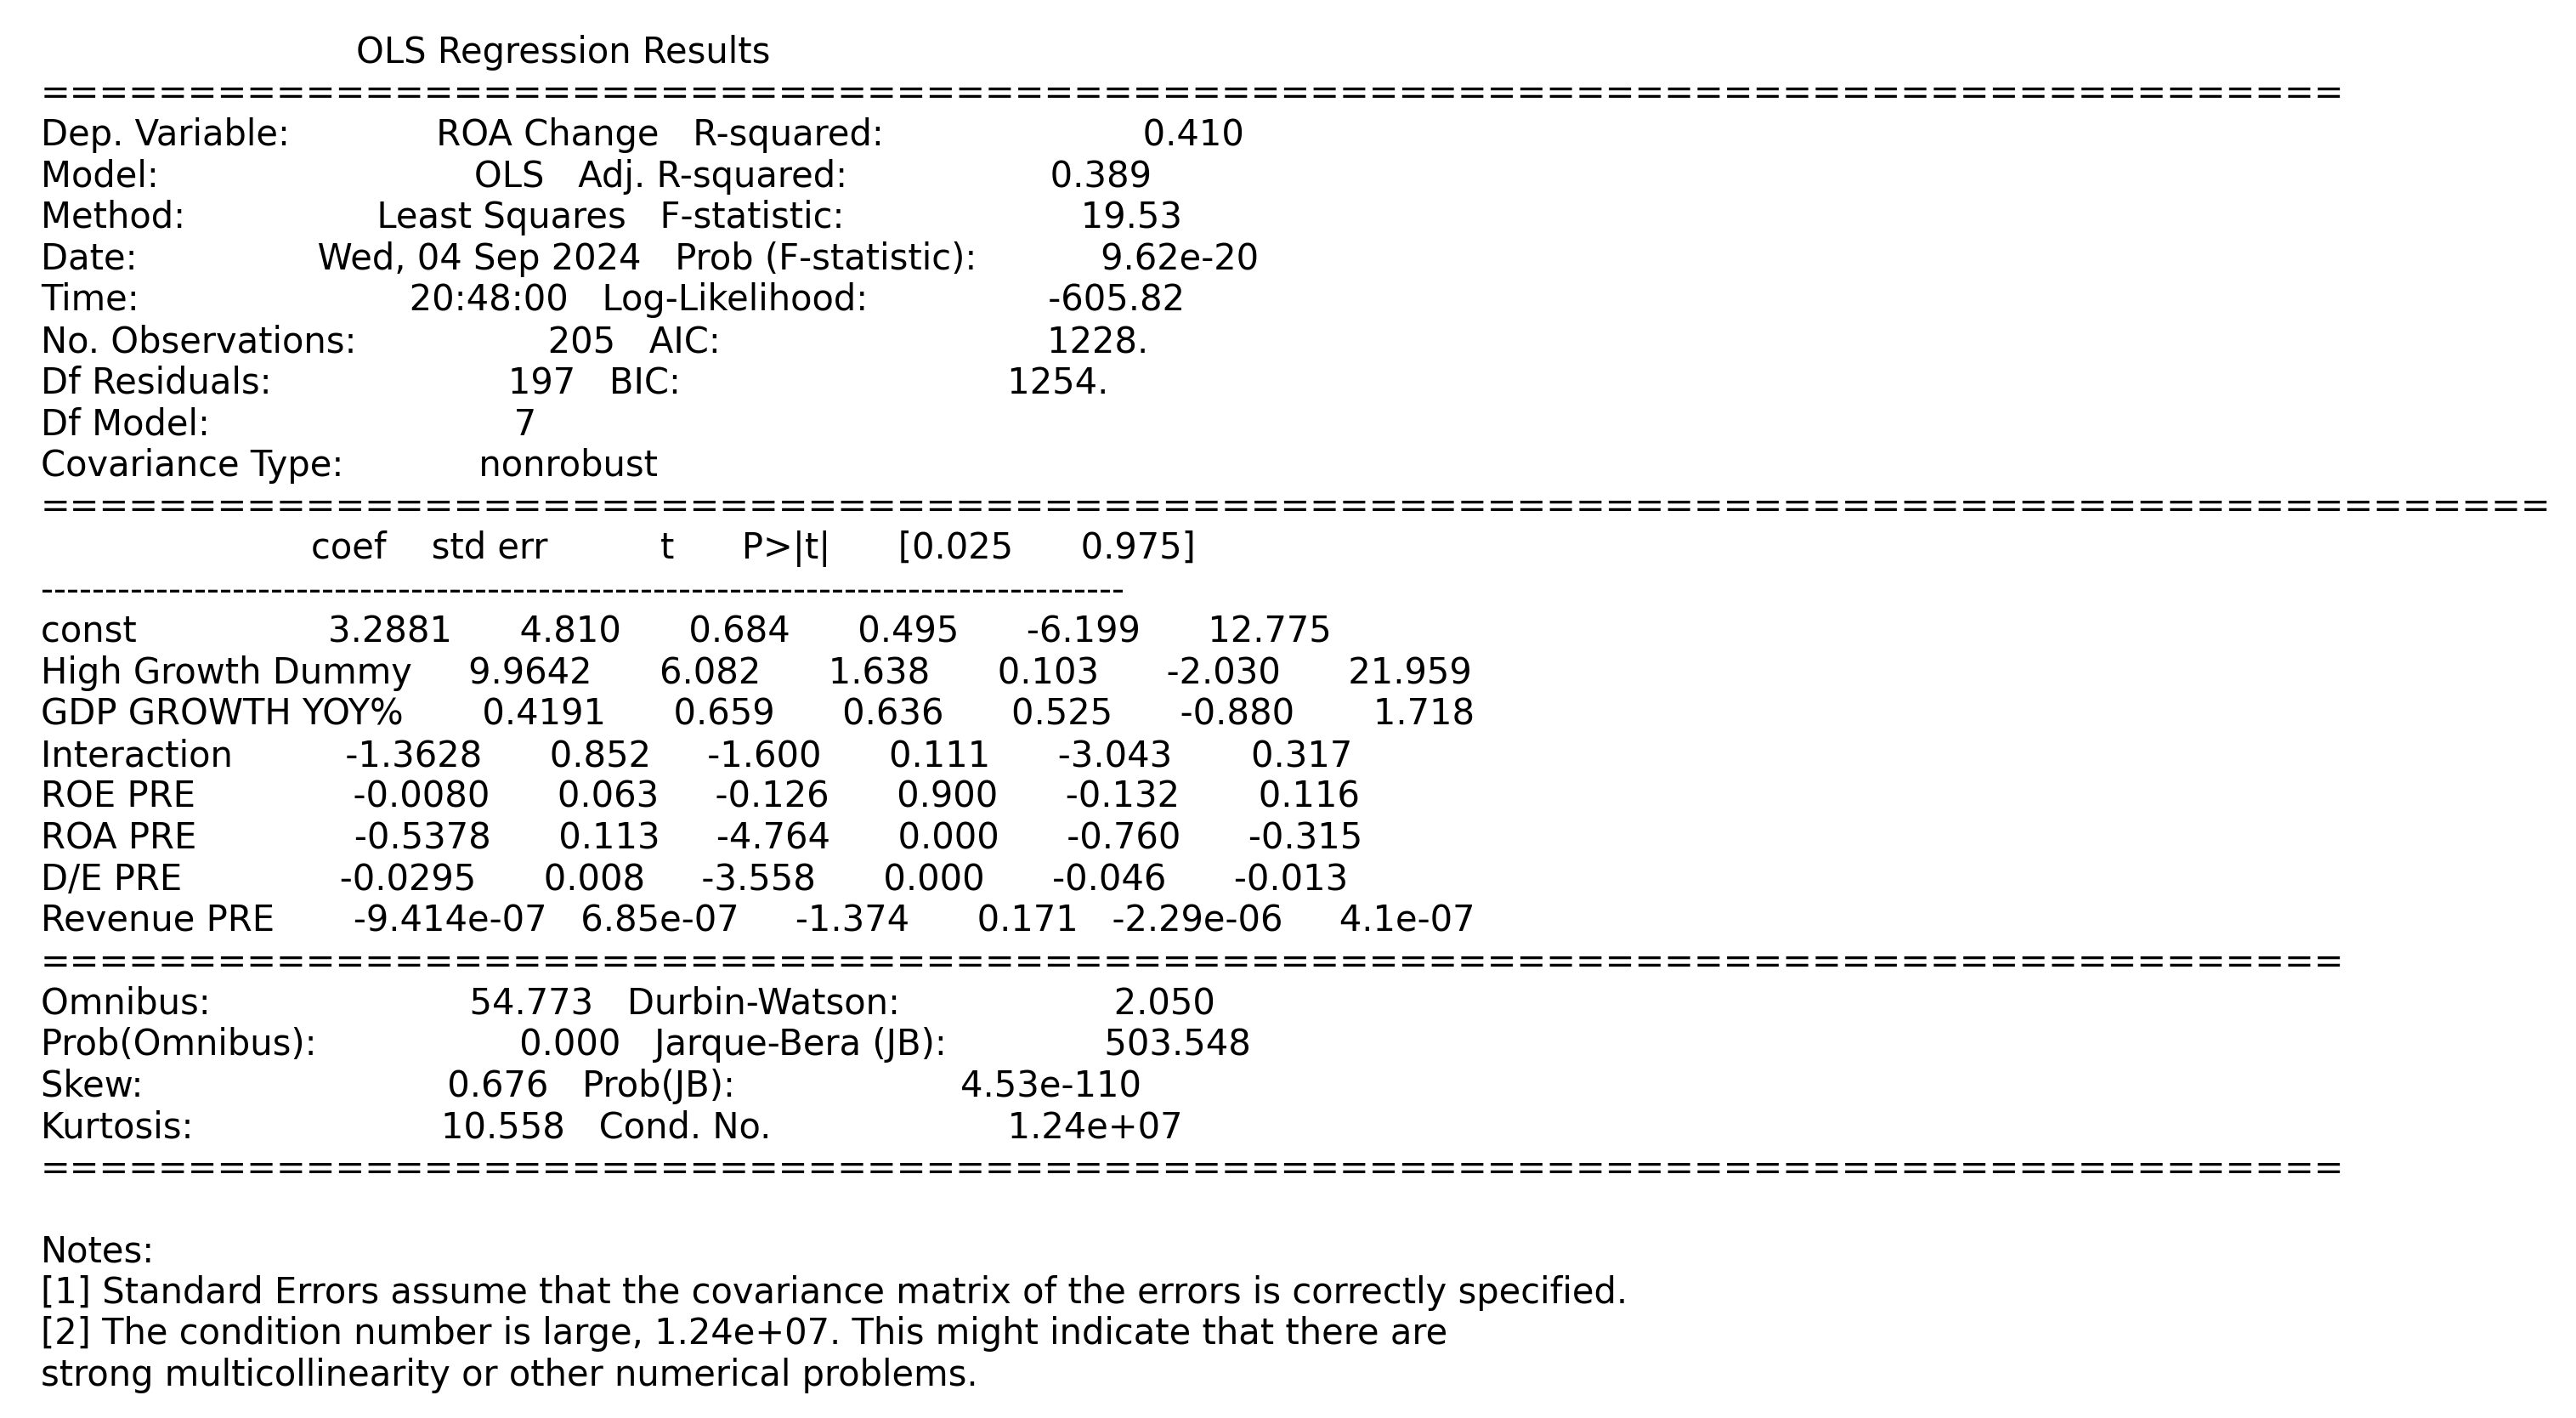 OLS Regression Results
==============================================================================
Dep. Variable: ROA Change R-squared: 0.410
Model: OLS Adj. R-squared: 0.389
Method: Least Squares F-statistic: 19.53
Date: Wed, 04 Sep 2024 Prob (F-statistic): 9.62e-20
Time: 20:48:00 Log-Likelihood: -605.82
No. Observations: 205 AIC: 1228.
Df Residuals: 197 BIC: 1254.
Df Model: 7
Covariance Type: nonrobust
=====================================================================================
coef std err t P>|t| [0.025 0.975]
-------------------------------------------------------------------------------------
const 3.2881 4.810 0.684 0.495 -6.199 12.775
High Growth Dummy 9.9642 6.082 1.638 0.103 -2.030 21.959
GDP GROWTH YOY% 0.4191 0.659 0.636 0.525 -0.880 1.718
Interaction -1.3628 0.852 -1.600 0.111 -3.043 0.317
ROE PRE -0.0080 0.063 -0.126 0.900 -0.132 0.116
ROA PRE -0.5378 0.113 -4.764 0.000 -0.760 -0.315
D/E PRE -0.0295 0.008 -3.558 0.000 -0.046 -0.013
Revenue PRE -9.414e-07 6.85e-07 -1.374 0.171 -2.29e-06 4.1e-07
==============================================================================
Omnibus: 54.773 Durbin-Watson: 2.050
Prob(Omnibus): 0.000 Jarque-Bera (JB): 503.548
Skew: 0.676 Prob(JB): 4.53e-110
Kurtosis: 10.558 Cond. No. 1.24e+07
==============================================================================
Notes:
[1] Standard Errors assume that the covariance matrix of the errors is correctly specified.
[2] The condition number is large, 1.24e+07. This might indicate that there are
strong multicollinearity or other numerical problems.